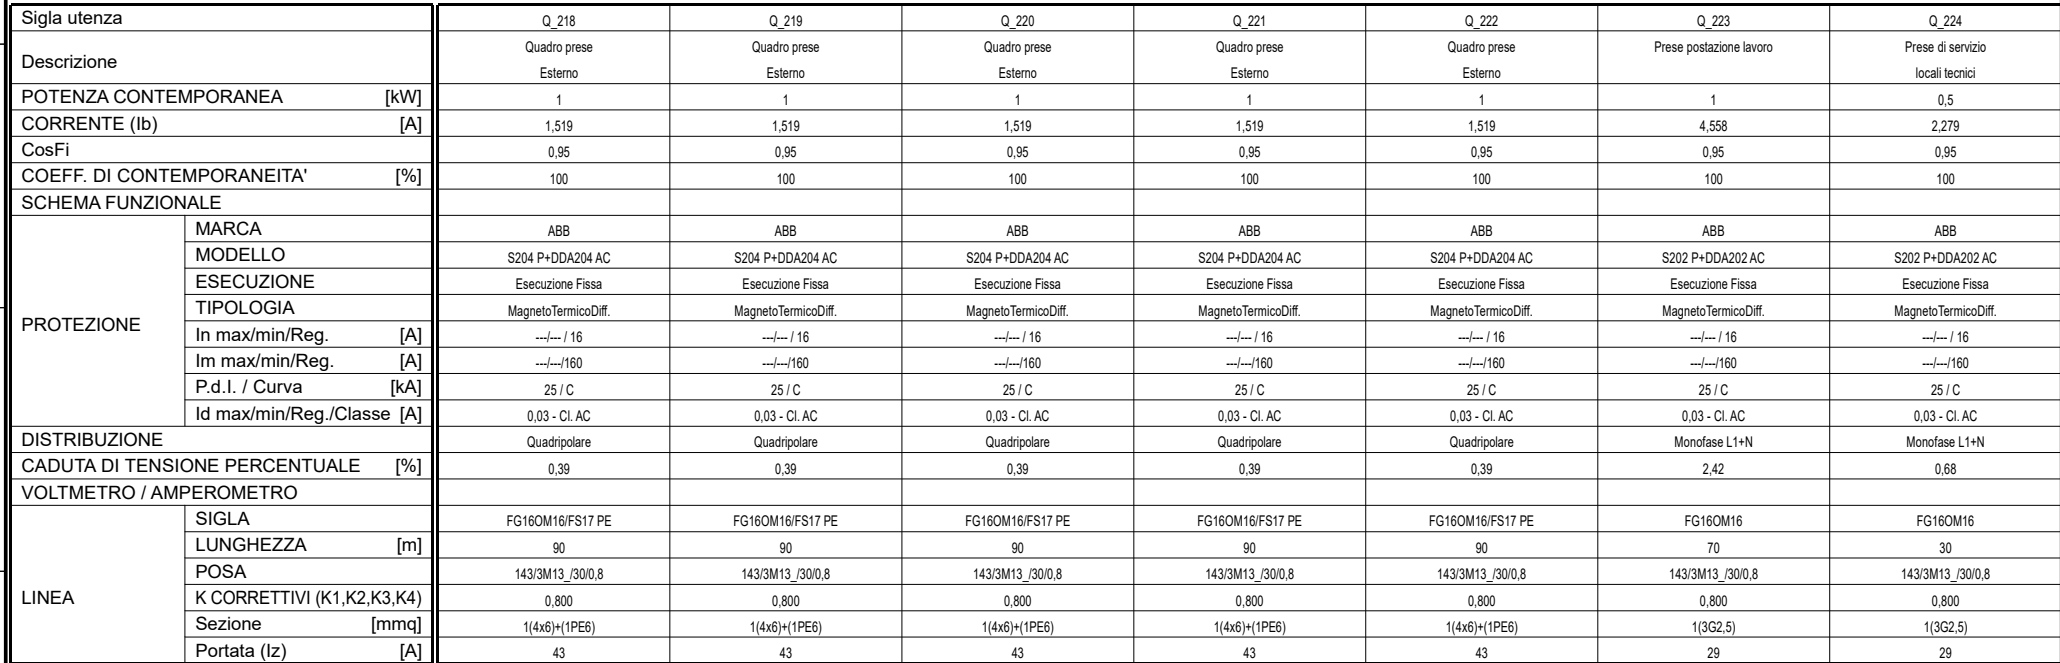 Sigla utenza Q_218 Q_219 Q_220 Q_221 Q_222 Q_223 Q_224
Descrizione Quadro prese Quadro prese Quadro prese Quadro prese Quadro prese Prese postazione lavoro Prese di servizio
Esterno Esterno Esterno Esterno Esterno locali tecnici
POTENZA CONTEMPORANEA [kW] 1 1 1 1 1 1 0,5
CORRENTE (Ib) [A] 1,519 1,519 1,519 1,519 1,519 4,558 2,279
CosFi 0,95 0,95 0,95 0,95 0,95 0,95 0,95
COEFF. DI CONTEMPORANEITA' [%] 100 100 100 100 100 100 100
SCHEMA FUNZIONALE
PROTEZIONE
MARCA ABB ABB ABB ABB ABB ABB ABB
MODELLO S204 P+DDA204 AC S204 P+DDA204 AC S204 P+DDA204 AC S204 P+DDA204 AC S204 P+DDA204 AC S202 P+DDA202 AC S202 P+DDA202 AC
ESECUZIONE Esecuzione Fissa Esecuzione Fissa Esecuzione Fissa Esecuzione Fissa Esecuzione Fissa Esecuzione Fissa Esecuzione Fissa
TIPOLOGIA MagnetoTermicoDiff. MagnetoTermicoDiff. MagnetoTermicoDiff. MagnetoTermicoDiff. MagnetoTermicoDiff. MagnetoTermicoDiff. MagnetoTermicoDiff.
In max/min/Reg. [A] ---/--- / 16 ---/--- / 16 ---/--- / 16 ---/--- / 16 ---/--- / 16 ---/--- / 16 ---/--- / 16
Im max/min/Reg. [A] ---/---/160 ---/---/160 ---/---/160 ---/---/160 ---/---/160 ---/---/160 ---/---/160
P.d.I. / Curva [kA] 25 / C 25 / C 25 / C 25 / C 25 / C 25 / C 25 / C
Id max/min/Reg./Classe [A] 0,03 - Cl. AC 0,03 - Cl. AC 0,03 - Cl. AC 0,03 - Cl. AC 0,03 - Cl. AC 0,03 - Cl. AC 0,03 - Cl. AC
DISTRIBUZIONE Quadripolare Quadripolare Quadripolare Quadripolare Quadripolare Monofase L1+N Monofase L1+N
CADUTA DI TENSIONE PERCENTUALE [%] 0,39 0,39 0,39 0,39 0,39 2,42 0,68
VOLTMETRO / AMPEROMETRO
LINEA
SIGLA FG16OM16/FS17 PE FG16OM16/FS17 PE FG16OM16/FS17 PE FG16OM16/FS17 PE FG16OM16/FS17 PE FG16OM16 FG16OM16
LUNGHEZZA [m] 90 90 90 90 90 70 30
POSA 143/3M13_/30/0,8 143/3M13_/30/0,8 143/3M13_/30/0,8 143/3M13_/30/0,8 143/3M13_/30/0,8 143/3M13_/30/0,8 143/3M13_/30/0,8
K CORRETTIVI (K1,K2,K3,K4) 0,800 0,800 0,800 0,800 0,800 0,800 0,800
Sezione [mmq] 1(4x6)+(1PE6) 1(4x6)+(1PE6) 1(4x6)+(1PE6) 1(4x6)+(1PE6) 1(4x6)+(1PE6) 1(3G2,5) 1(3G2,5)
Portata (Iz) [A] 43 43 43 43 43 29 29